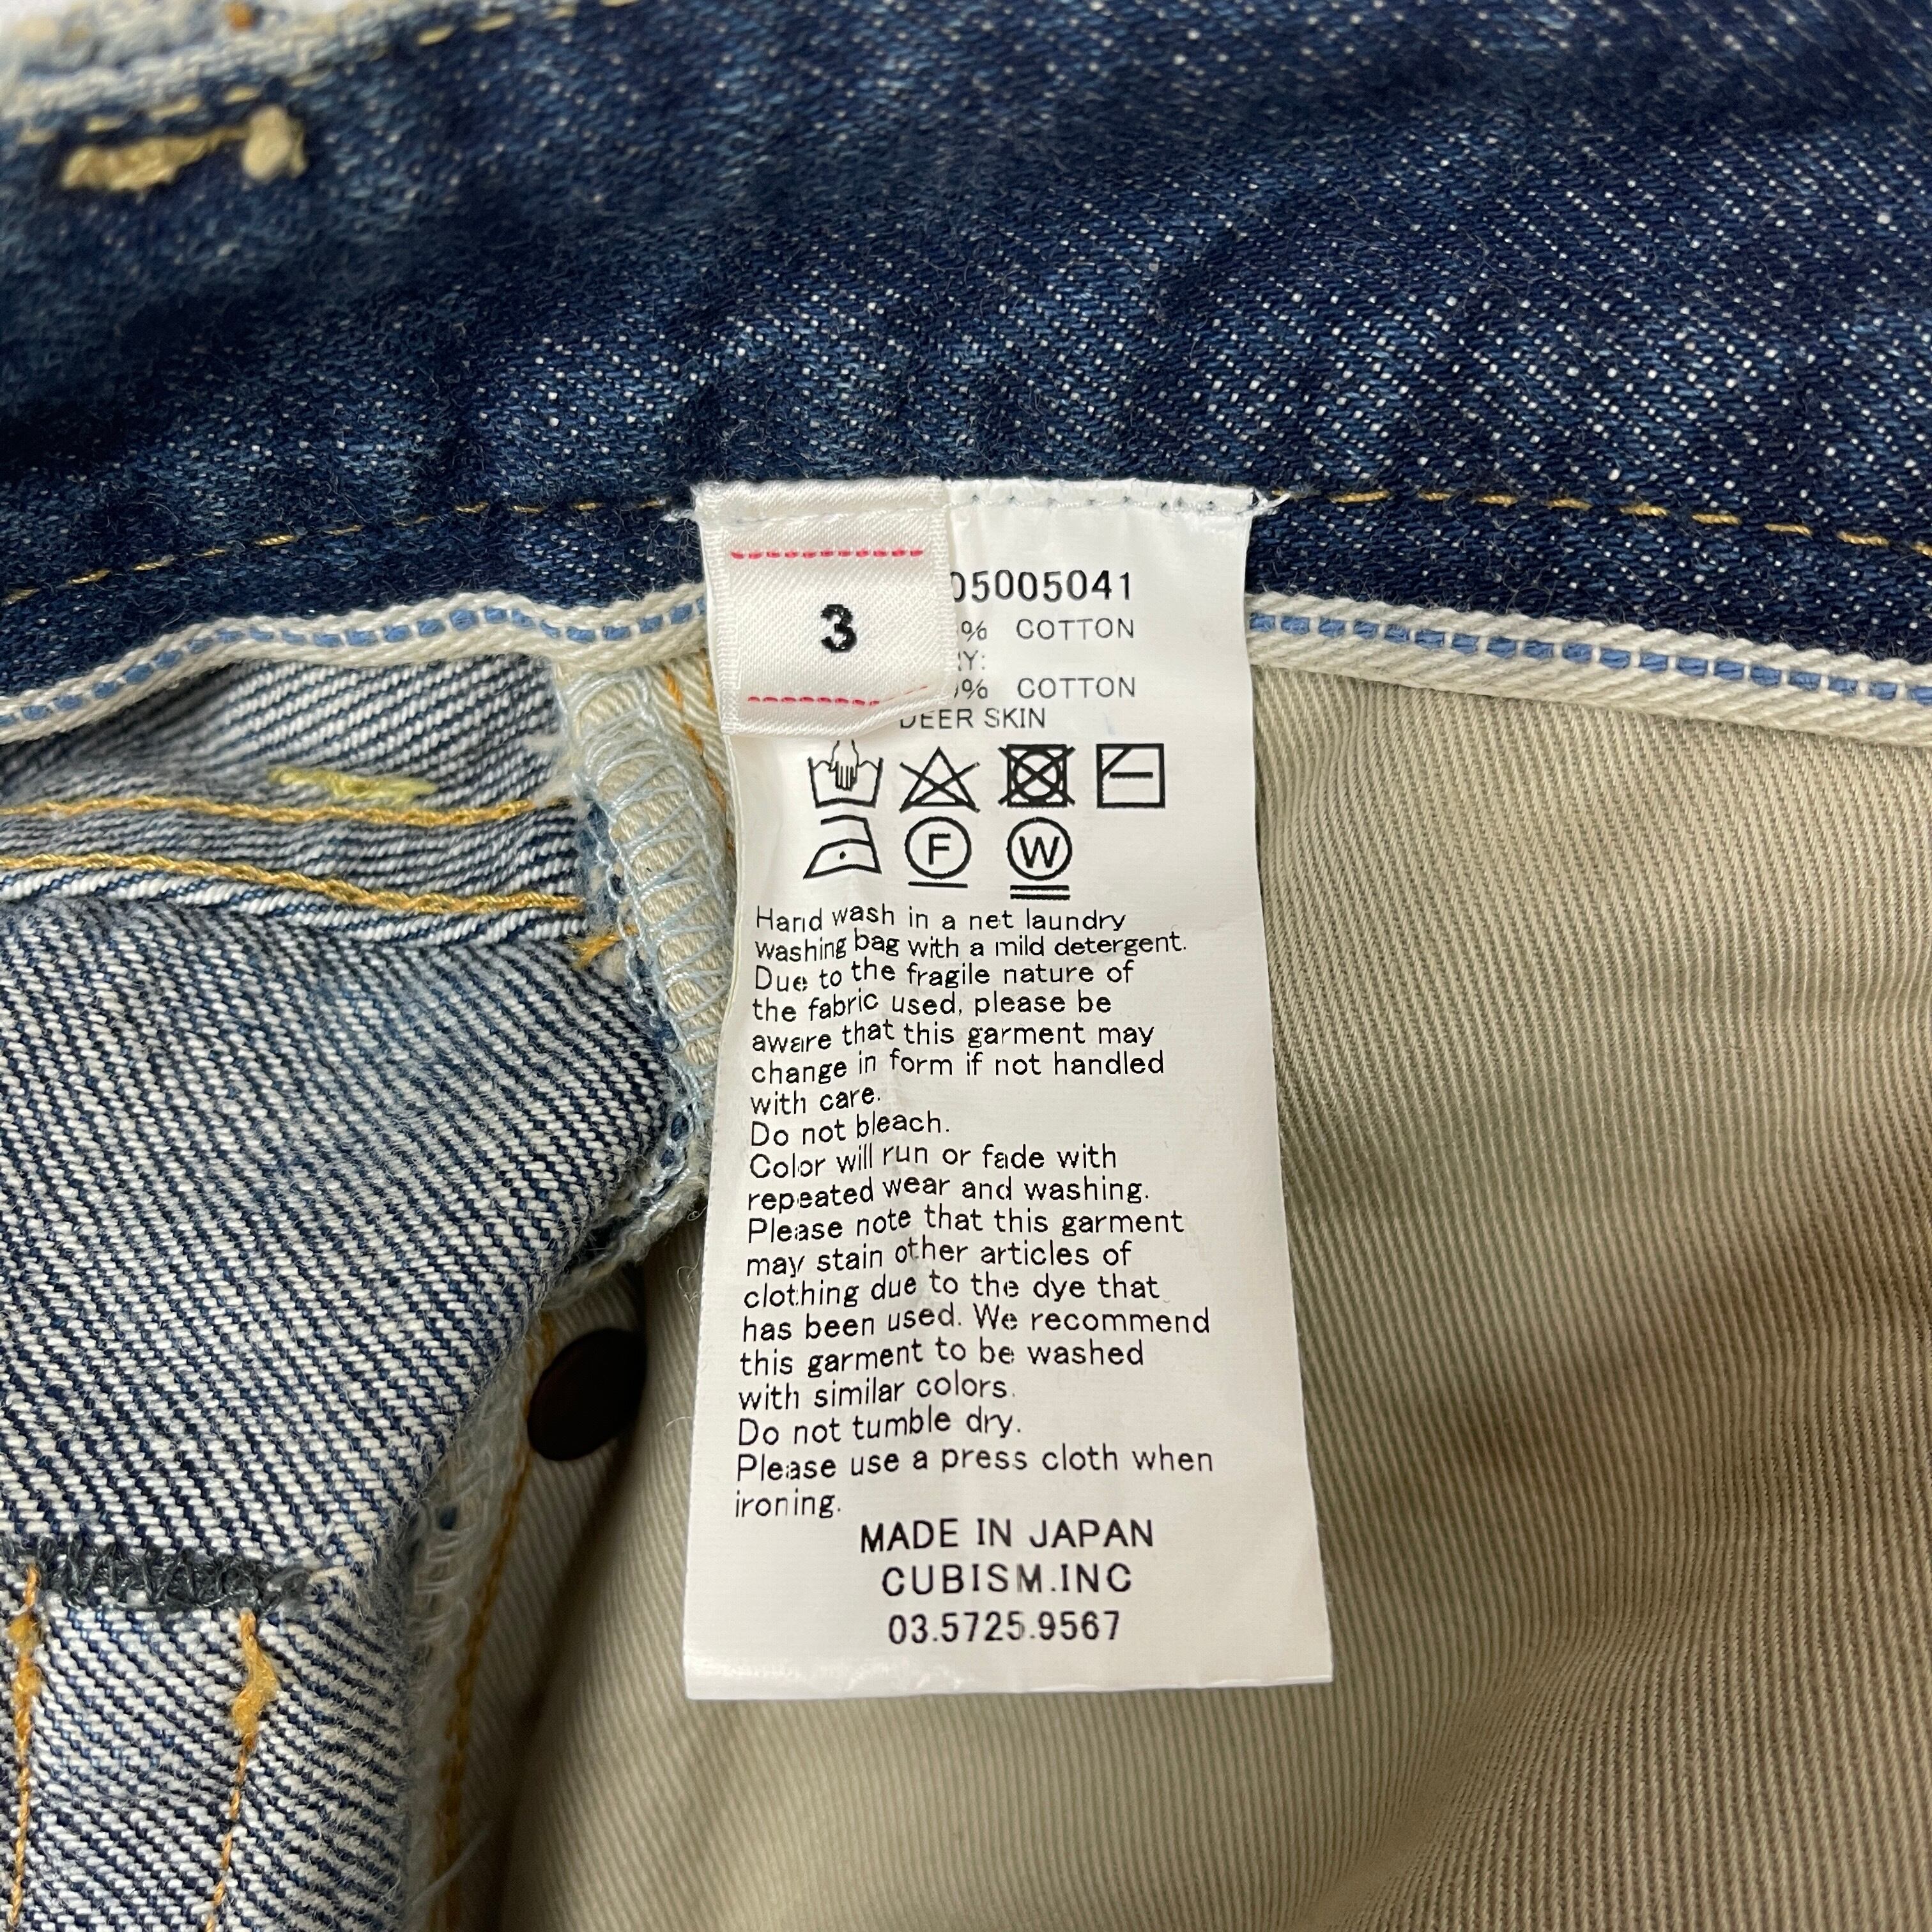 3
05005041
% COTTON
RY:
0% COTTON
DEER SKIN
F
W
Hand wash in a net laundry
washing bag with a mild detergent.
Due to the fragile nature of
the fabric used, please be
aware that this garment may
change in form if not handled
with care.
Do not bleach.
Color will run or fade with
repeated wear and washing.
Please note that this garment
may stain other articles of
clothing due to the dye that
has been used. We recommend
this garment to be washed
with similar colors.
Do not tumble dry.
Please use a press cloth when
ironing.
MADE IN JAPAN
CUBISM.INC
03.5725.9567